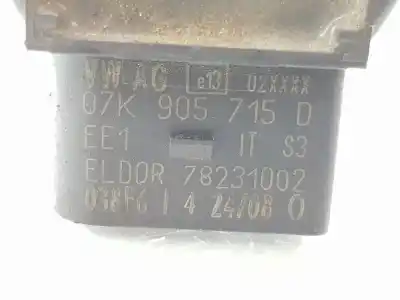 VW AG e13 02XXXX
07K 905 715 D
EE1 IT S3
ELDOR 78231002
4 24/08 0